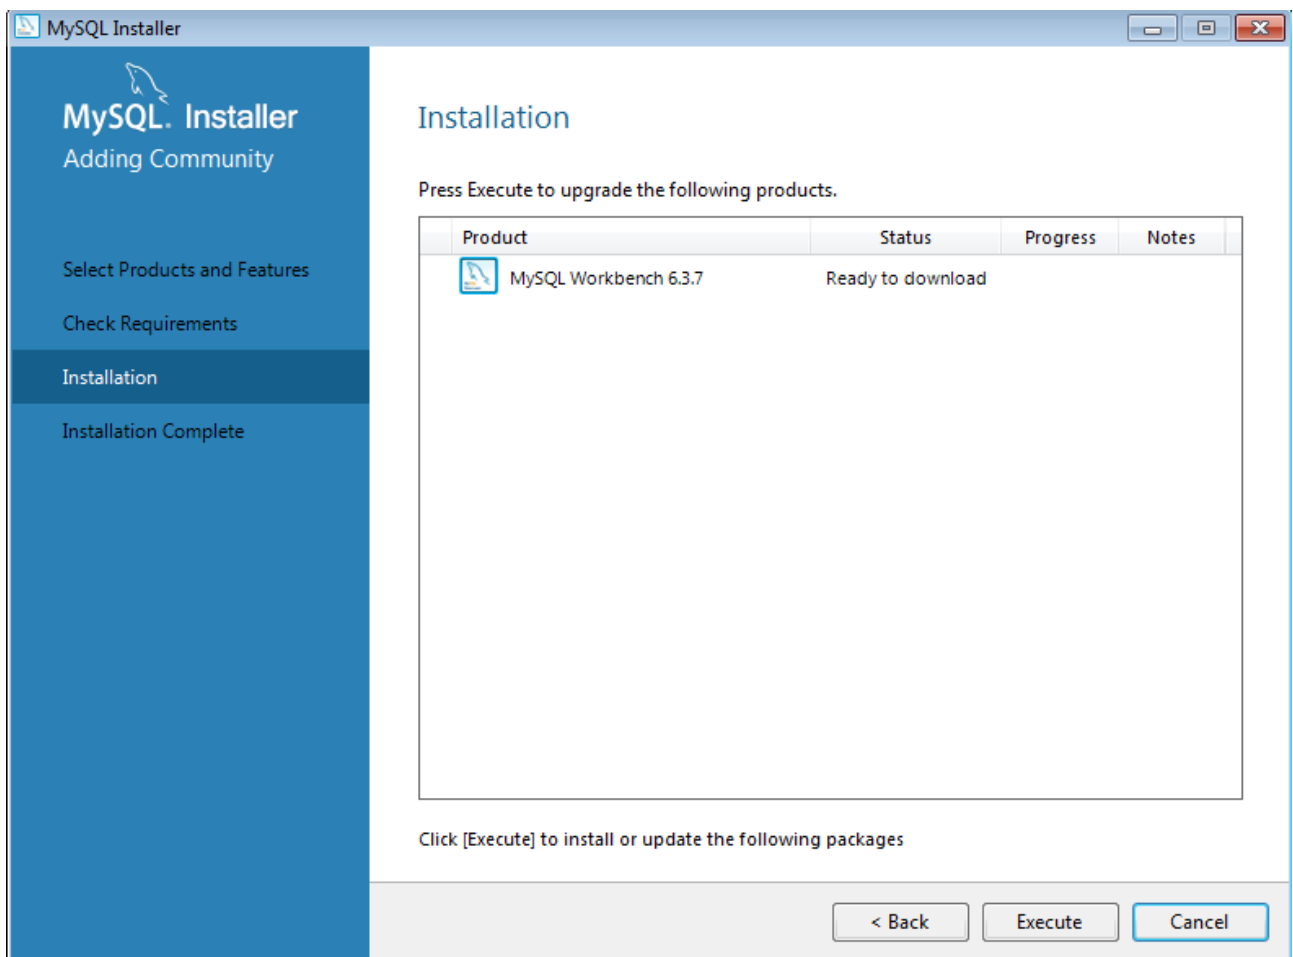 MySQL Installer
MySQL. Installer
Adding Community
Select Products and Features
Check Requirements
Installation
Installation Complete
Installation
Press Execute to upgrade the following products.
Product Status Progress Notes
MySQL Workbench 6.3.7 Ready to download
Click [Execute] to install or update the following packages
< Back Execute Cancel